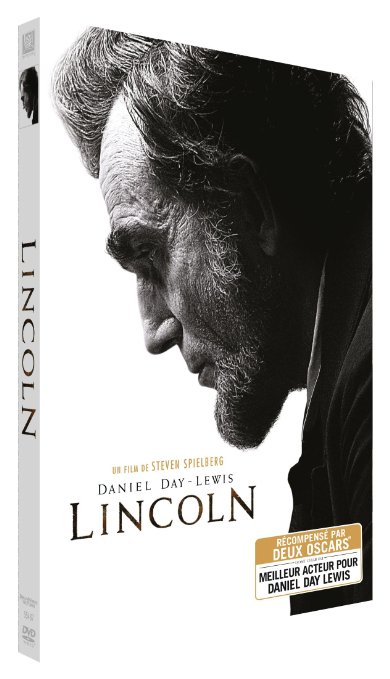 LINCOLN
DVD
UN FILM DE STEVEN SPIELBERG
DANIEL DAY-LEWIS
LINCOLN
RÉCOMPENSÉ PAR
DEUX OSCARS
MEILLEUR ACTEUR POUR
DANIEL DAY LEWIS